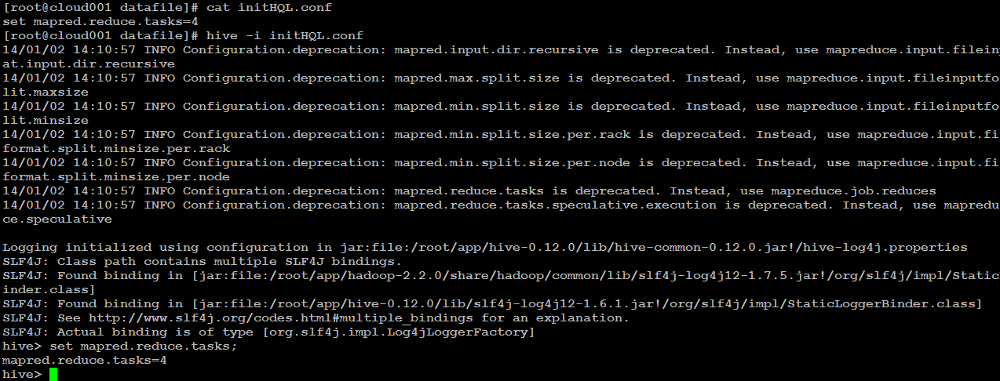 [root@cloud001 datafile]# cat initHQL.conf
set mapred.reduce.tasks=4
[root@cloud001 datafile]# hive -i initHQL.conf
14/01/02 14:10:57 INFO Configuration.deprecation: mapred.input.dir.recursive is deprecated. Instead, use mapreduce.input.fileinp
at.input.dir.recursive
14/01/02 14:10:57 INFO Configuration.deprecation: mapred.max.split.size is deprecated. Instead, use mapreduce.input.fileinputfo
lit.maxsize
14/01/02 14:10:57 INFO Configuration.deprecation: mapred.min.split.size is deprecated. Instead, use mapreduce.input.fileinputfo
lit.minsize
14/01/02 14:10:57 INFO Configuration.deprecation: mapred.min.split.size.per.rack is deprecated. Instead, use mapreduce.input.fi
format.split.minsize.per.rack
14/01/02 14:10:57 INFO Configuration.deprecation: mapred.min.split.size.per.node is deprecated. Instead, use mapreduce.input.fi
format.split.minsize.per.node
14/01/02 14:10:57 INFO Configuration.deprecation: mapred.reduce.tasks is deprecated. Instead, use mapreduce.job.reduces
14/01/02 14:10:57 INFO Configuration.deprecation: mapred.reduce.tasks.speculative.execution is deprecated. Instead, use mapredu
ce.speculative
Logging initialized using configuration in jar:file:/root/app/hive-0.12.0/lib/hive-common-0.12.0.jar!/hive-log4j.properties
SLF4J: Class path contains multiple SLF4J bindings.
SLF4J: Found binding in [jar:file:/root/app/hadoop-2.2.0/share/hadoop/common/lib/slf4j-log4j12-1.7.5.jar!/org/slf4j/impl/Static
inder.class]
SLF4J: Found binding in [jar:file:/root/app/hive-0.12.0/lib/slf4j-log4j12-1.6.1.jar!/org/slf4j/impl/StaticLoggerBinder.class]
SLF4J: See http://www.slf4j.org/codes.html#multiple_bindings for an explanation.
SLF4J: Actual binding is of type [org.slf4j.impl.Log4jLoggerFactory]
hive> set mapred.reduce.tasks;
mapred.reduce.tasks=4
hive>